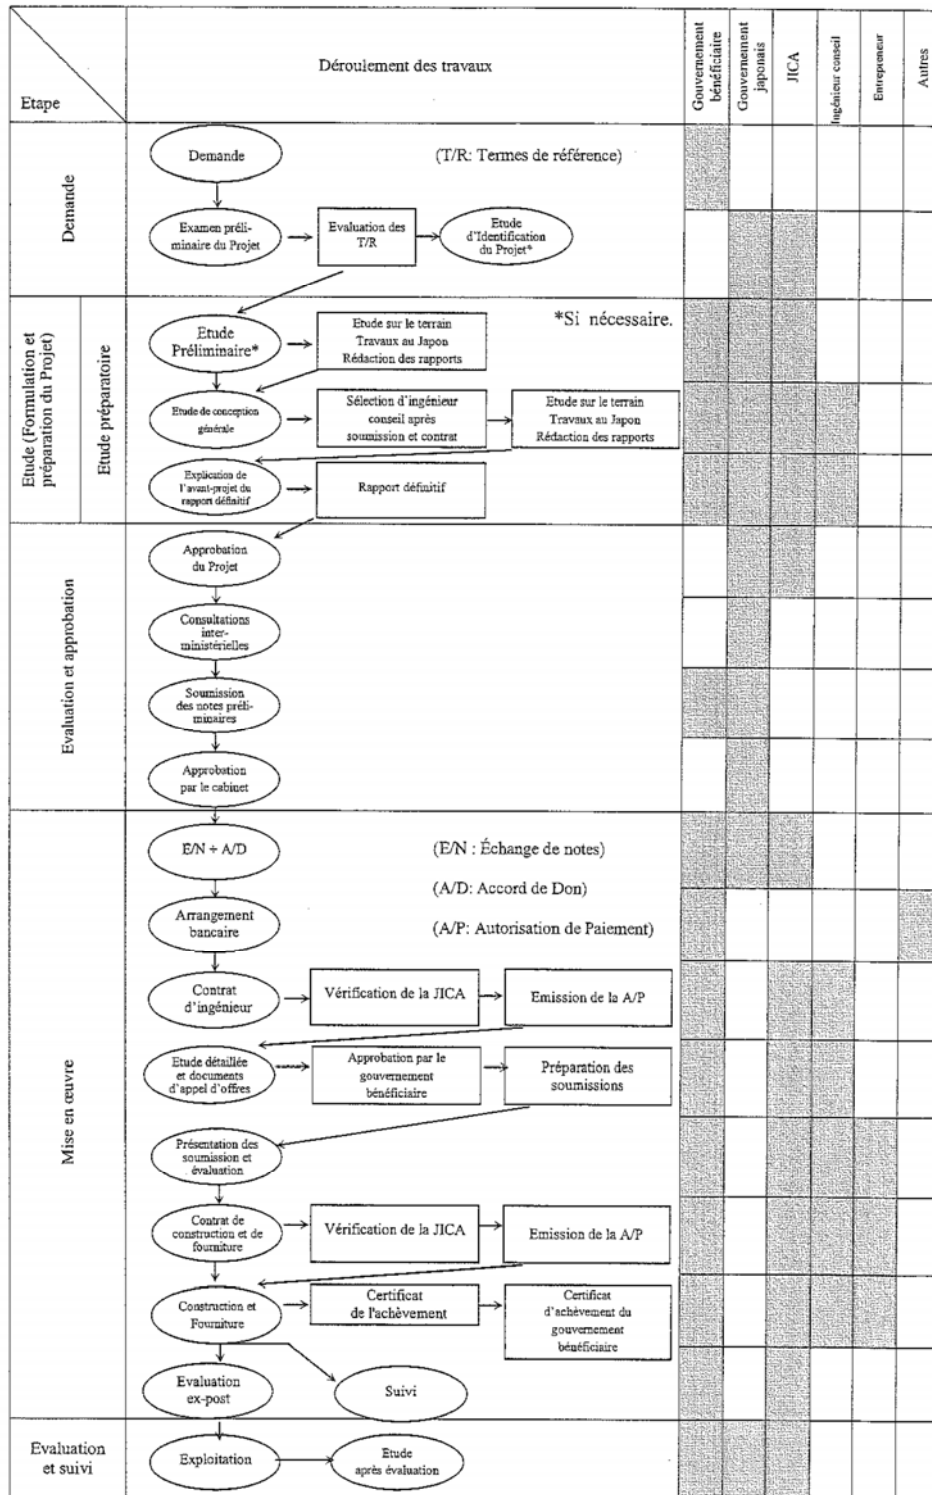 Etape
Déroulement des travaux
Gouvernement
bénéficiaire
Gouvernement
japonais
JICA
Ingénieur conseil
Entrepreneur
Autres
Demande
Demande
(T/R: Termes de référence)
Examen préli-
minaire du Projet
Evaluation des
T/R
Etude
d'Identification
du Projet*
Etude (Formulation et
préparation du Projet)
Etude préparatoire
*Si nécessaire.
Etude
Préliminaire*
Etude sur le terrain
Travaux au Japon
Rédaction des rapports
Etude de conception
générale
Sélection d'ingénieur
conseil après
soumission et contrat
Etude sur le terrain
Travaux au Japon
Rédaction des rapports
Explication de
l'avant-projet du
rapport définitif
Rapport définitif
Evaluation et approbation
Approbation
du Projet
Consultations
inter-
ministérielles
Soumission
des notes préli-
minaires
Approbation
par le cabinet
Mise en œuvre
E/N + A/D
(E/N : Échange de notes)
(A/D: Accord de Don)
Arrangement
bancaire
(A/P: Autorisation de Paiement)
Contrat
d'ingénieur
Vérification de la JICA
Emission de la A/P
Etude détaillée
et documents
d'appel d'offres
Approbation par le
gouvernement
bénéficiaire
Préparation des
soumissions
Présentation des
soumission et
évaluation
Contrat de
construction et de
fourniture
Vérification de la JICA
Emission de la A/P
Construction et
Fourniture
Certificat
de l'achèvement
Certificat
d'achèvement du
gouvernement
bénéficiaire
Evaluation
ex-post
Suivi
Evaluation
et suivi
Exploitation
Etude
après évaluation